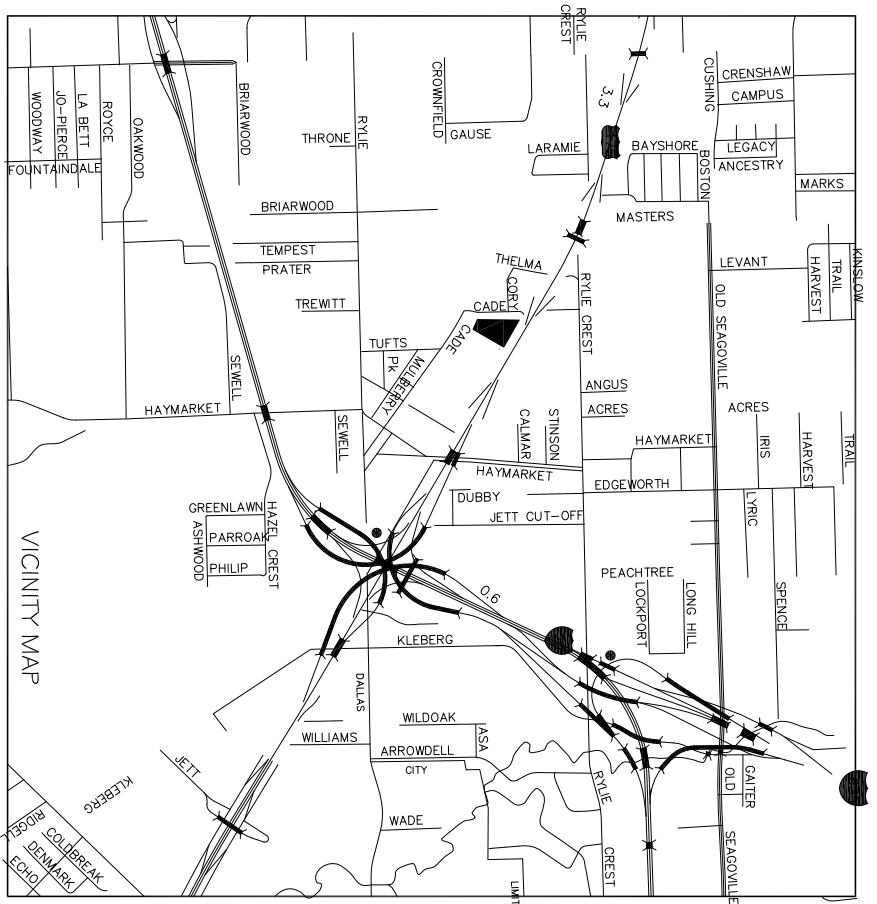 RYLIE
CREST
CRENSHAW
CUSHING
CAMPUS
3.3
CROWNFIELD
GAUSE
BRIARWOOD
WOODWAY
JO-PIERCE
LA BETT
ROYCE
OAKWOOD
RYLIE
THRONE
LARAMIE
BAYSHORE
BOSTON
LEGACY
ANCESTRY
FOUNTAINDALE
MARKS
BRIARWOOD
MASTERS
TEMPEST
PRATER
THELMA
LEVANT
HARVEST
TRAIL
KINSLOW
CORY
CADE
TREWITT
RYLIE CREST
OLD SEAGOVILLE
CADE
TUFTS
PK
MULBERRY
SEWELL
ANGUS
ACRES
ACRES
HAYMARKET
SEWELL
CALMAR
STINSON
HAYMARKET
IRIS
HARVEST
TRAIL
HAYMARKET
EDGEWORTH
DUBBY
LYRIC
GREENLAWN
HAZEL CREST
JETT CUT-OFF
ASHWOOD
PARROAK
PHILIP
VICINITY MAP
PEACHTREE
LOCKPORT
LONG HILL
SPENCE
0.6
KLEBERG
DALLAS
WILDOAK
ASA
WILLIAMS
ARROWDELL
CITY
JETT
KLEBERG
RYLIE
OLD
GAITER
WADE
RIDGELL
COLDBREAK
DENMARK
ECHO
CREST
SEAGOVILLE
LIMIT